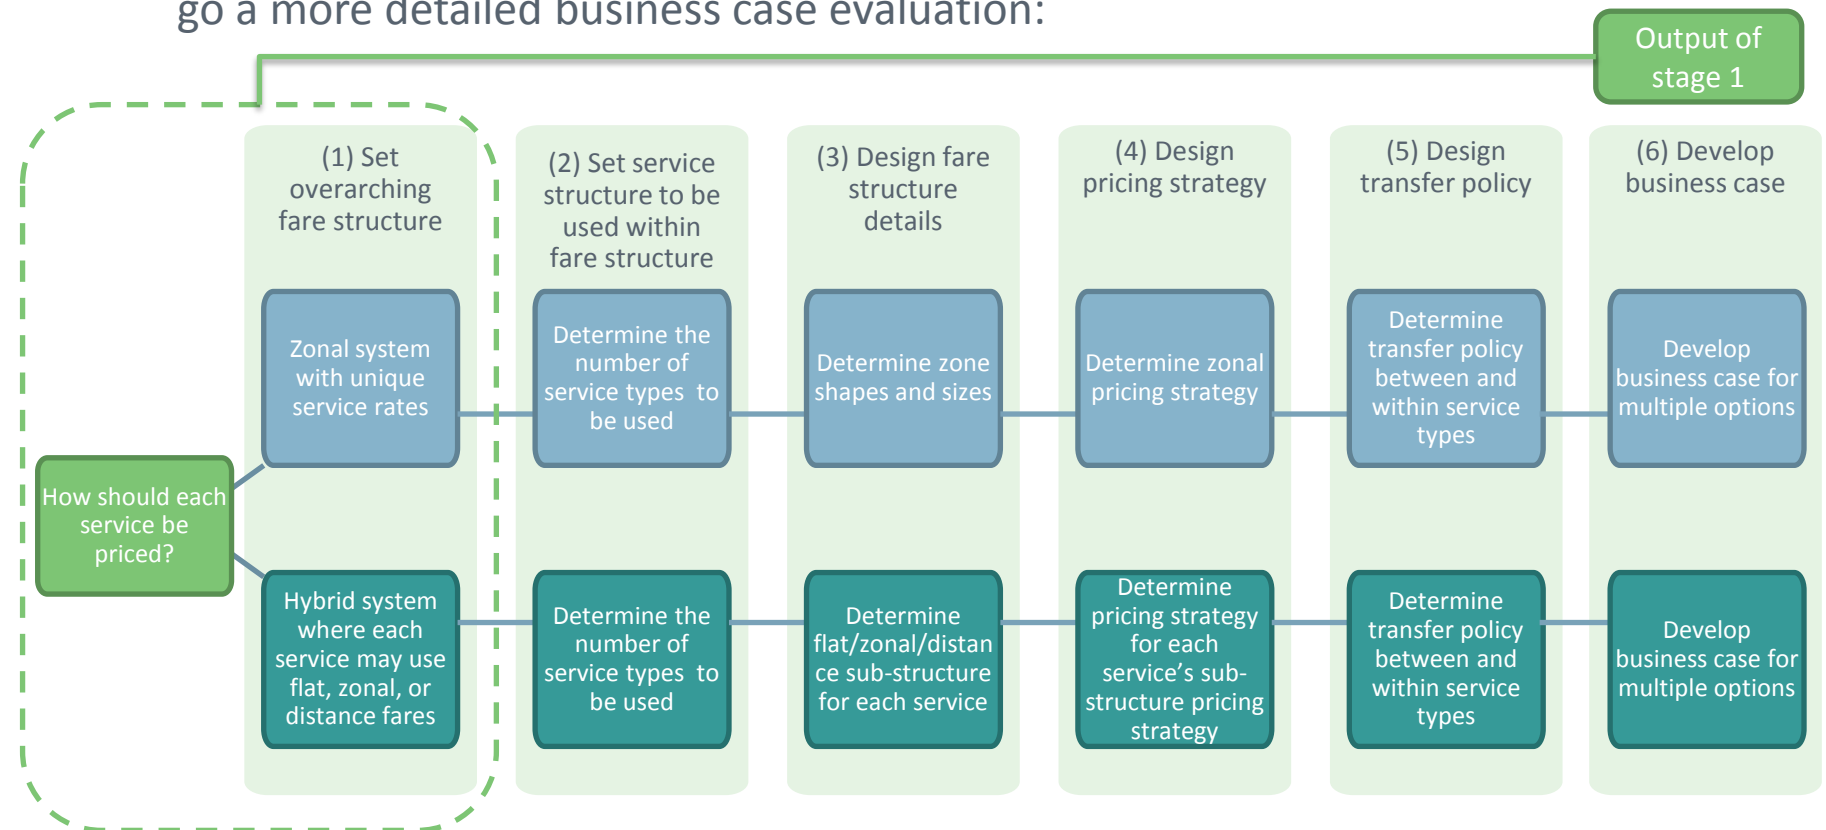 go a more detailed business case evaluation:
Output of
stage 1
(1) Set
overarching
fare structure
(2) Set service
structure to be
used within
fare structure
(3) Design fare
structure
details
(4) Design
pricing strategy
(5) Design
transfer policy
(6) Develop
business case
Zonal system
with unique
service rates
Determine the
number of
service types to
be used
Determine zone
shapes and sizes
Determine zonal
pricing strategy
Determine
transfer policy
between and
within service
types
Develop
business case for
multiple options
How should each
service be
priced?
Hybrid system
where each
service may use
flat, zonal, or
distance fares
Determine the
number of
service types to
be used
Determine
flat/zonal/distan
ce sub-structure
for each service
Determine
pricing strategy
for each
service’s sub-
structure pricing
strategy
Determine
transfer policy
between and
within service
types
Develop
business case for
multiple options